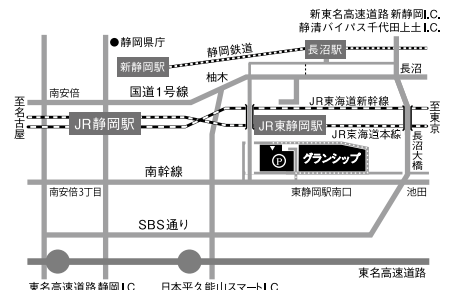 新東名高速道路 新静岡I.C.
静清バイパス千代田上土I.C.
●静岡県庁
静岡鉄道
長沼駅
新静岡駅
柚木
長沼
南安倍
国道1号線
JR東海道新幹線
至名古屋
JR静岡駅
JR東静岡駅
至東京
JR東海道本線
長沼大橋
P
グランシップ
南幹線
南安倍3丁目
東静岡駅南口
池田
SBS通り
東名高速道路
東名高速道路 静岡I.C.
日本平久能山スマートI.C.